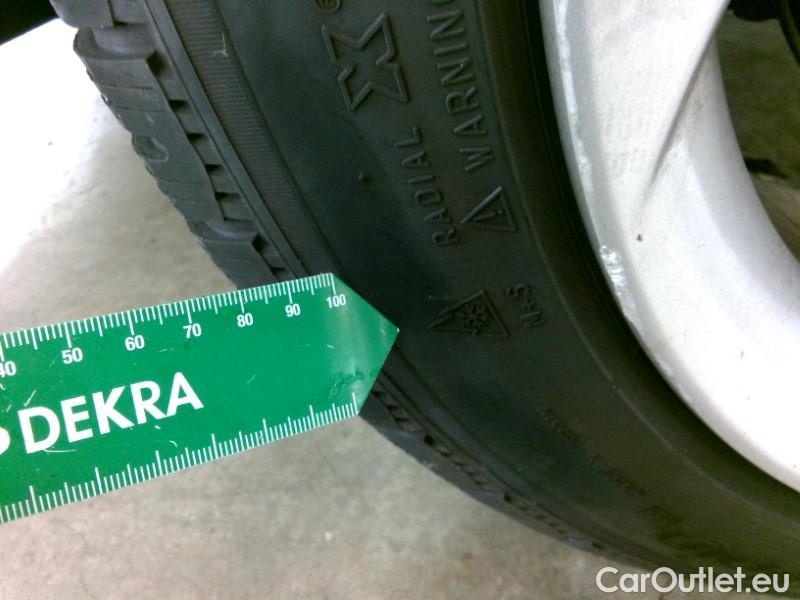 RADIAL X
WARNING
M+S
40 50 60 70 80 90 100
DEKRA
CarOutlet.eu